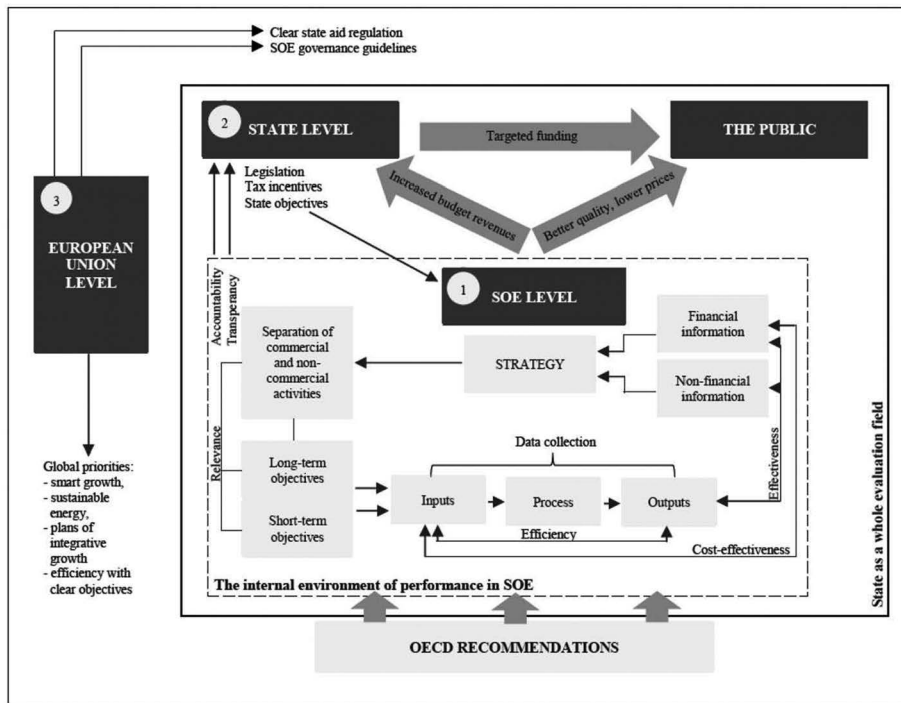 Clear state aid regulation
SOE governance guidelines
2
STATE LEVEL
Targeted funding
THE PUBLIC
Legislation
Tax incentives
State objectives
Increased budget
revenues
Better quality, lower prices
3
EUROPEAN
UNION
LEVEL
Accountability
Transperancy
1
SOE LEVEL
Separation of
commercial
and non-
commercial
activities
STRATEGY
Financial
information
Non-financial
information
Relevance
Effectiveness
State as a whole evaluation field
Data collection
Long-term
objectives
Short-term
objectives
Inputs
Process
Outputs
Efficiency
Cost-effectiveness
The internal environment of performance in SOE
Global priorities:
- smart growth,
- sustainable
energy,
- plans of
integrative
growth
- efficiency with
clear objectives
OECD RECOMMENDATIONS